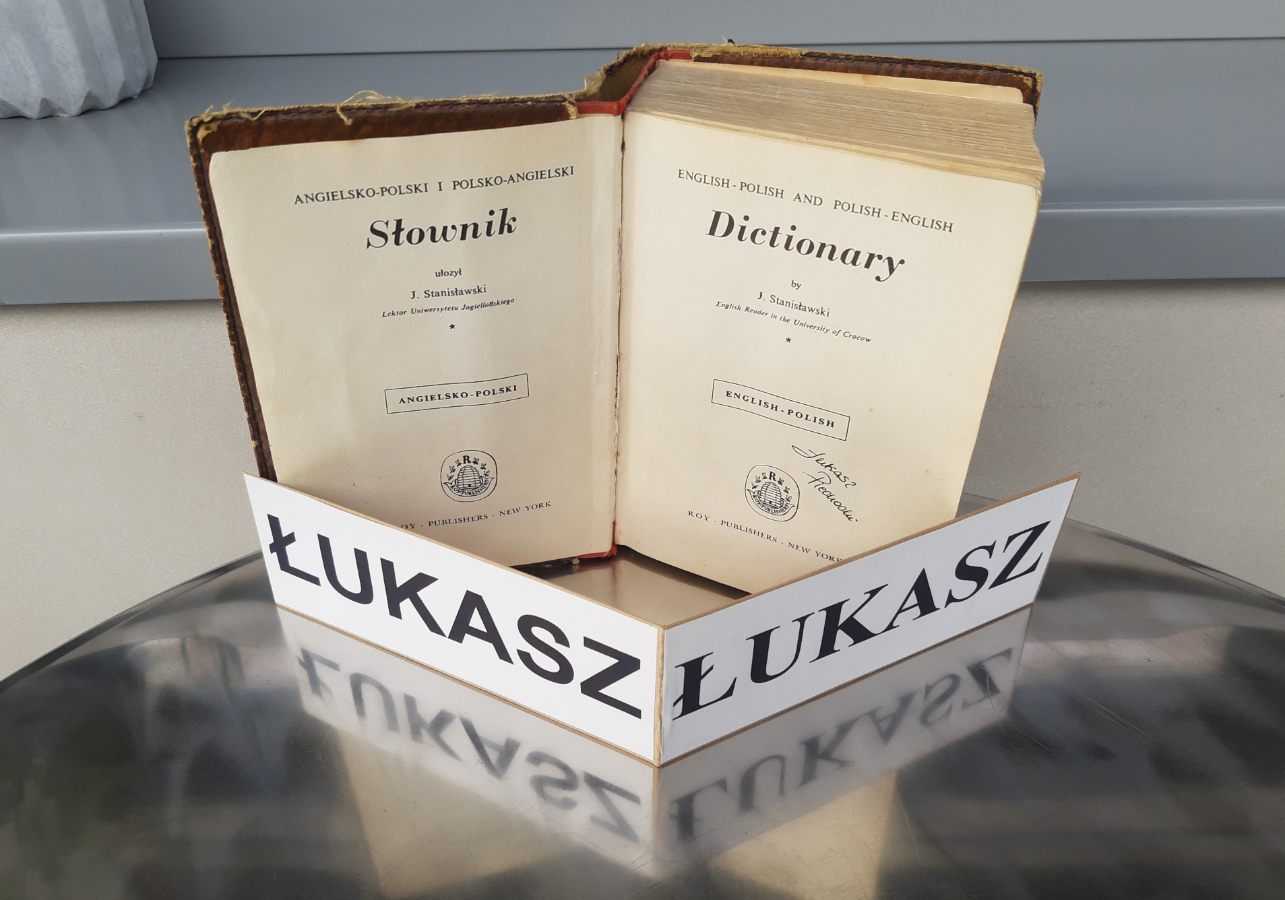 ANGIELSKO-POLSKI I POLSKO-ANGIELSKI
Słownik
ułożył
J. Stanisławski
Lektor Uniwersytetu Jagiellońskiego
ANGIELSKO-POLSKI
R
ROY - PUBLISHERS - NEW YORK
ENGLISH - POLISH AND POLISH - ENGLISH
Dictionary
by
J. Stanisławski
English Reader in the University of Cracow
ENGLISH - POLISH
Łukasz
R
ROY - PUBLISHERS - NEW YORK
ŁUKASZ
ŁUKASZ